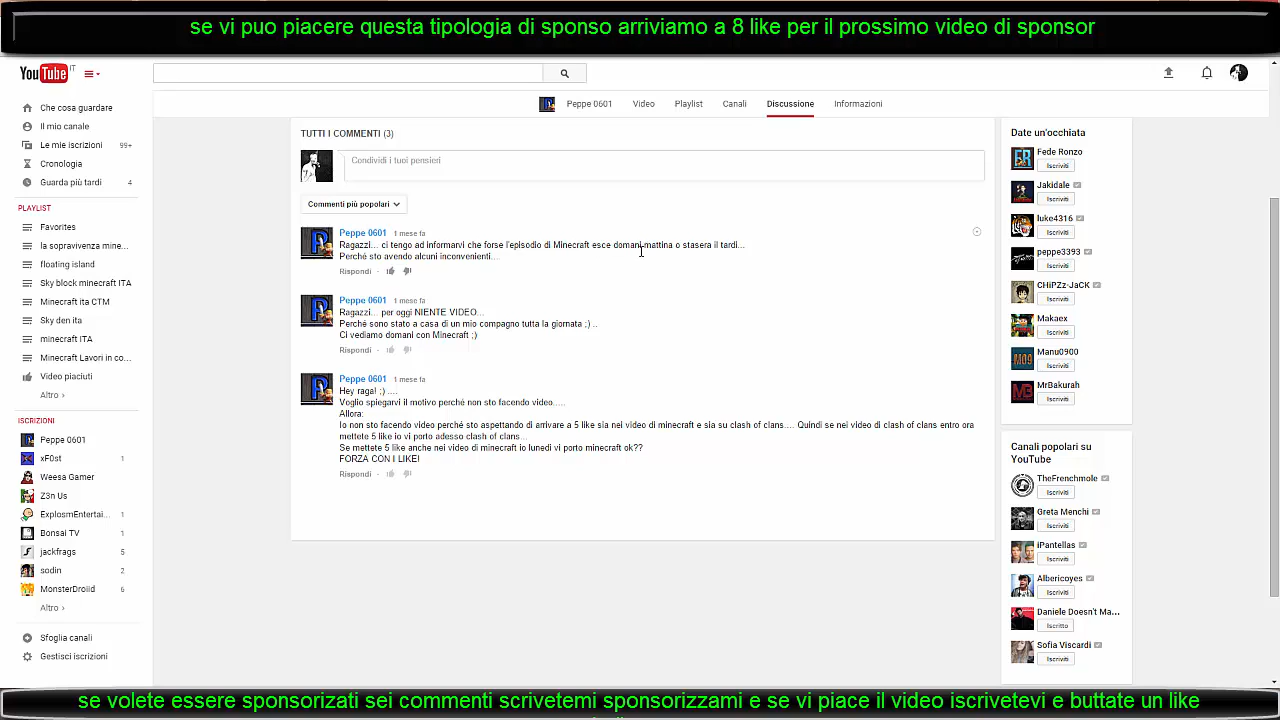 se vi puo piacere questa tipologia di sponso arriviamo a 8 like per il prossimo video di sponsor
YouTube IT
Peppe 0601
Video
Playlist
Canali
Discussione
Informazioni
Che cosa guardare
Il mio canale
Le mie iscrizioni 99+
Cronologia
Guarda più tardi 4
PLAYLIST
Favorites
la sopravivenza mine...
floating island
Sky block minecraft ITA
Minecraft ita CTM
Sky den ita
minecraft ITA
Minecraft Lavori in co...
Video piaciuti
Altro ›
ISCRIZIONI
Peppe 0601
xF0st 1
Weesa Gamer
Z3n Us
ExplosmEntertai... 1
Bonsai TV 1
jackfrags 5
sodin 2
MonsterDroiid 6
Altro ›
Sfoglia canali
Gestisci iscrizioni
TUTTI I COMMENTI (3)
Condividi i tuoi pensieri
Commenti più popolari
Peppe 0601 1 mese fa
Ragazzi... ci tengo ad informarvi che forse l'episodio di Minecraft esce domani mattina o stasera il tardi...
Perché sto avendo alcuni inconvenienti...
Rispondi
Peppe 0601 1 mese fa
Ragazzi... per oggi NIENTE VIDEO...
Perché sono stato a casa di un mio compagno tutta la giornata ;) ...
Ci vediamo domani con Minecraft ;)
Rispondi
Peppe 0601 1 mese fa
Hey raga! ;) ....
Voglio spiegarvi il motivo perché non sto facendo video.....
Allora:
Io non sto facendo video perché sto aspettando di arrivare a 5 like sia nei video di minecraft e sia su clash of clans.... Quindi se nei video di clash of clans entro ora
mettete 5 like io vi porto adesso clash of clans...
Se mettete 5 like anche nei video di minecraft io lunedì vi porto minecraft ok??
FORZA CON I LIKE!
Rispondi
Date un'occhiata
Fede Ronzo
Iscriviti
Jakidale
Iscriviti
luke4316
Iscriviti
peppe3393
Iscriviti
CHiPZz-JaCK
Iscriviti
Makaex
Iscriviti
Manu0900
Iscriviti
MrBakurah
Iscriviti
Canali popolari su
YouTube
TheFrenchmole
Iscriviti
Greta Menchi
Iscriviti
iPantellas
Iscriviti
Albericoyes
Iscriviti
Daniele Doesn't Ma...
Iscritto
Sofia Viscardi
Iscriviti
se volete essere sponsorizati sei commenti scrivetemi sponsorizzami e se vi piace il video iscrivetevi e buttate un like